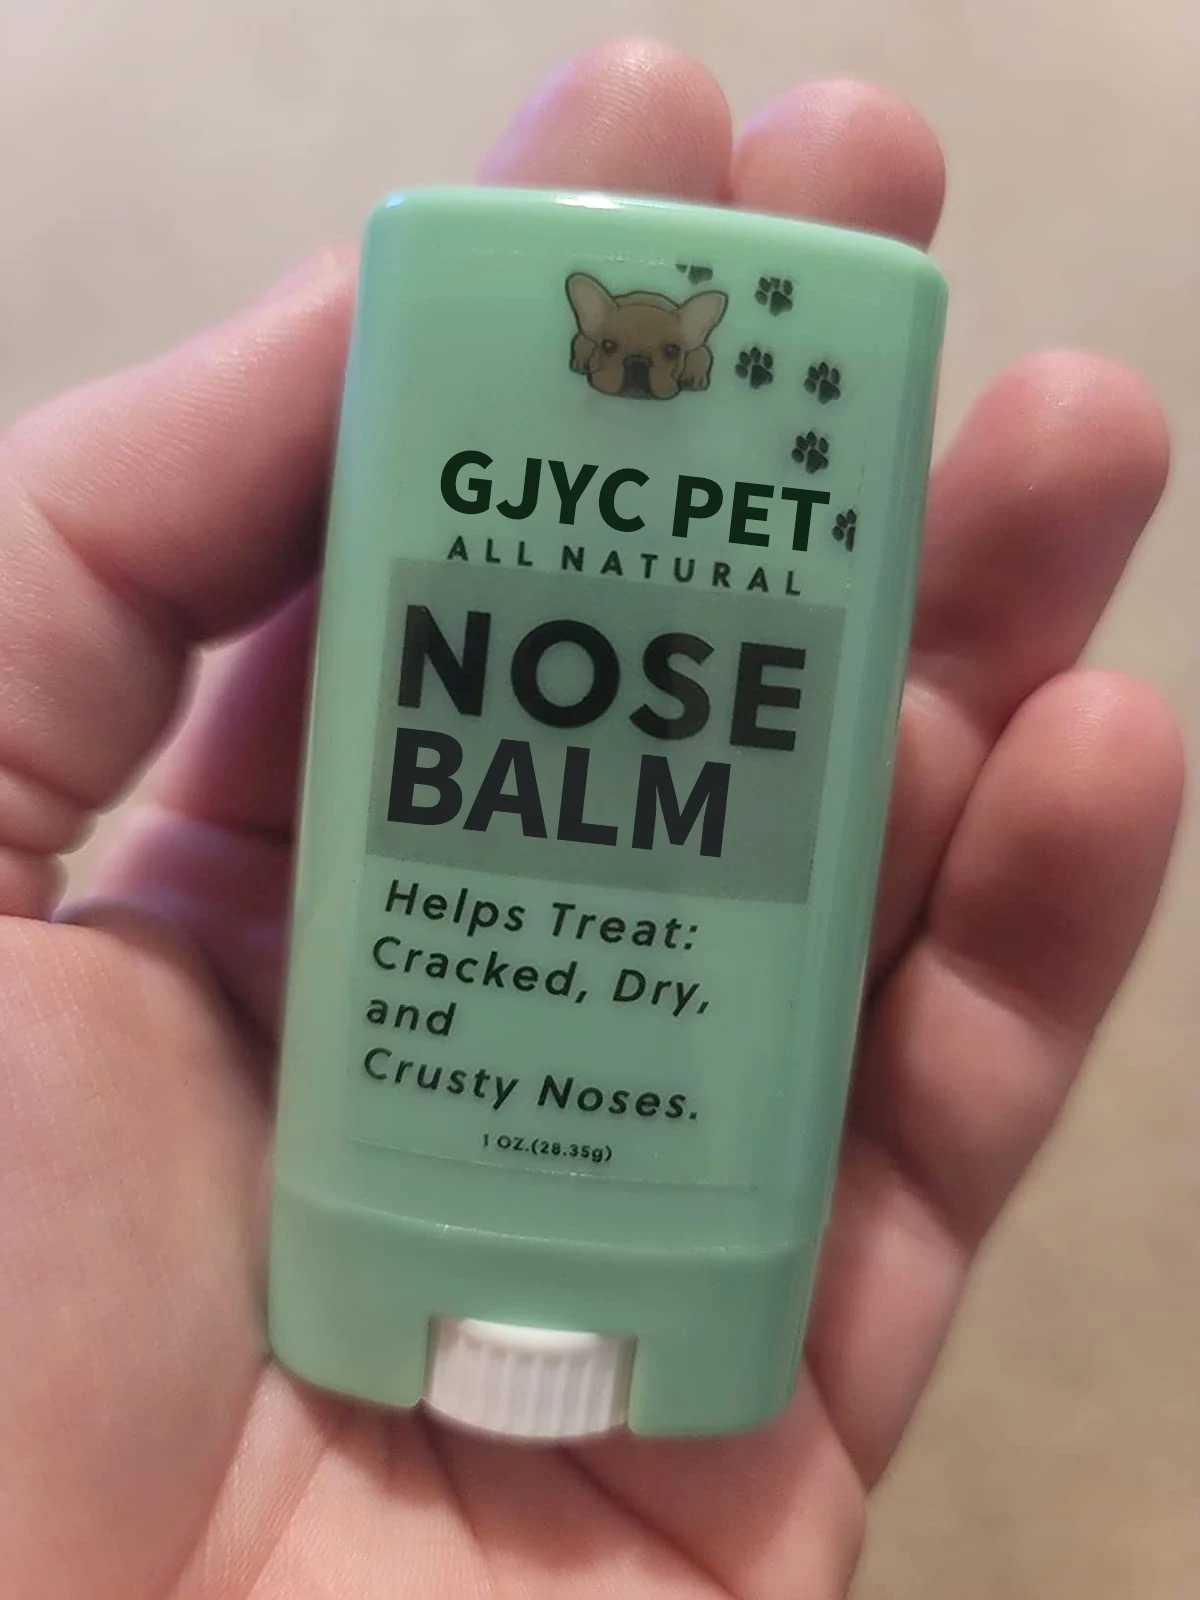 GJYC PET
ALL NATURAL
NOSE
BALM
Helps Treat:
Cracked, Dry,
and
Crusty Noses.
1 OZ.(28.35g)